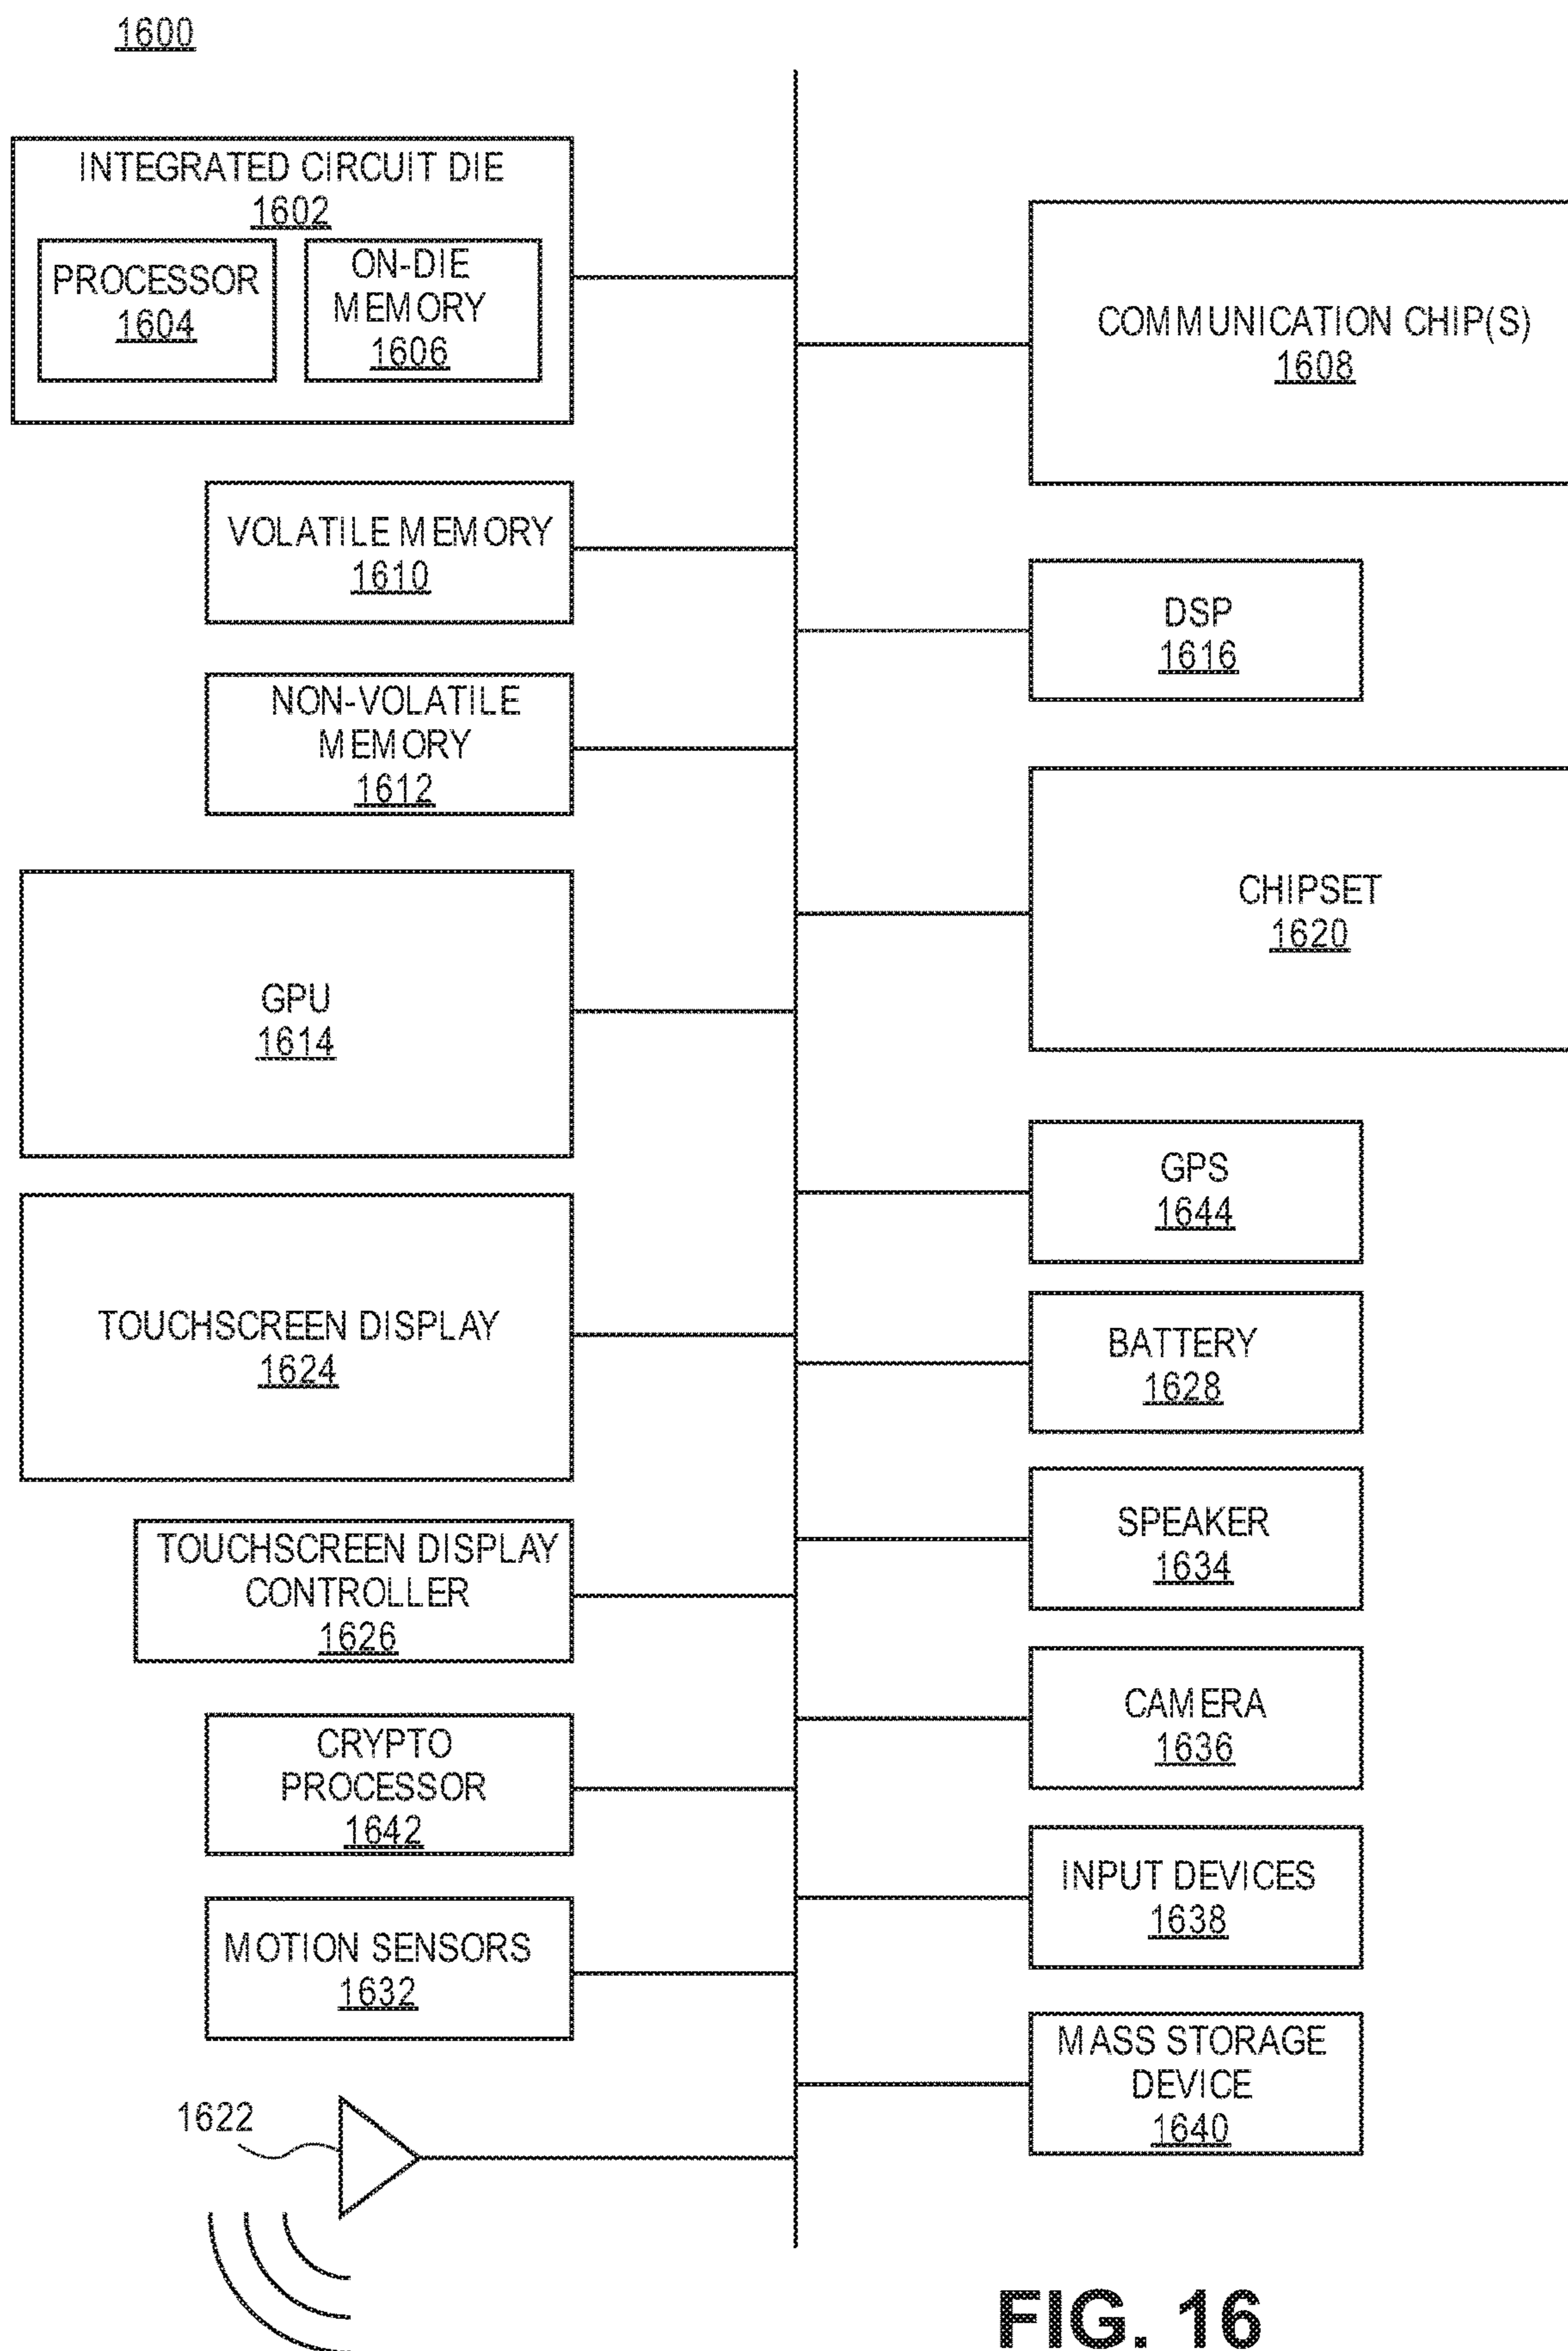 1600
INTEGRATED CIRCUIT DIE
1602
PROCESSOR
1604
ON-DIE
MEMORY
1606
COMMUNICATION CHIP(S)
1608
VOLATILE MEMORY
1610
DSP
1616
NON-VOLATILE
MEMORY
1612
CHIPSET
1620
GPU
1614
GPS
1644
TOUCHSCREEN DISPLAY
1624
BATTERY
1628
SPEAKER
1634
TOUCHSCREEN DISPLAY
CONTROLLER
1626
CAMERA
1636
CRYPTO
PROCESSOR
1642
INPUT DEVICES
1638
MOTION SENSORS
1632
MASS STORAGE
DEVICE
1640
1622
FIG. 16